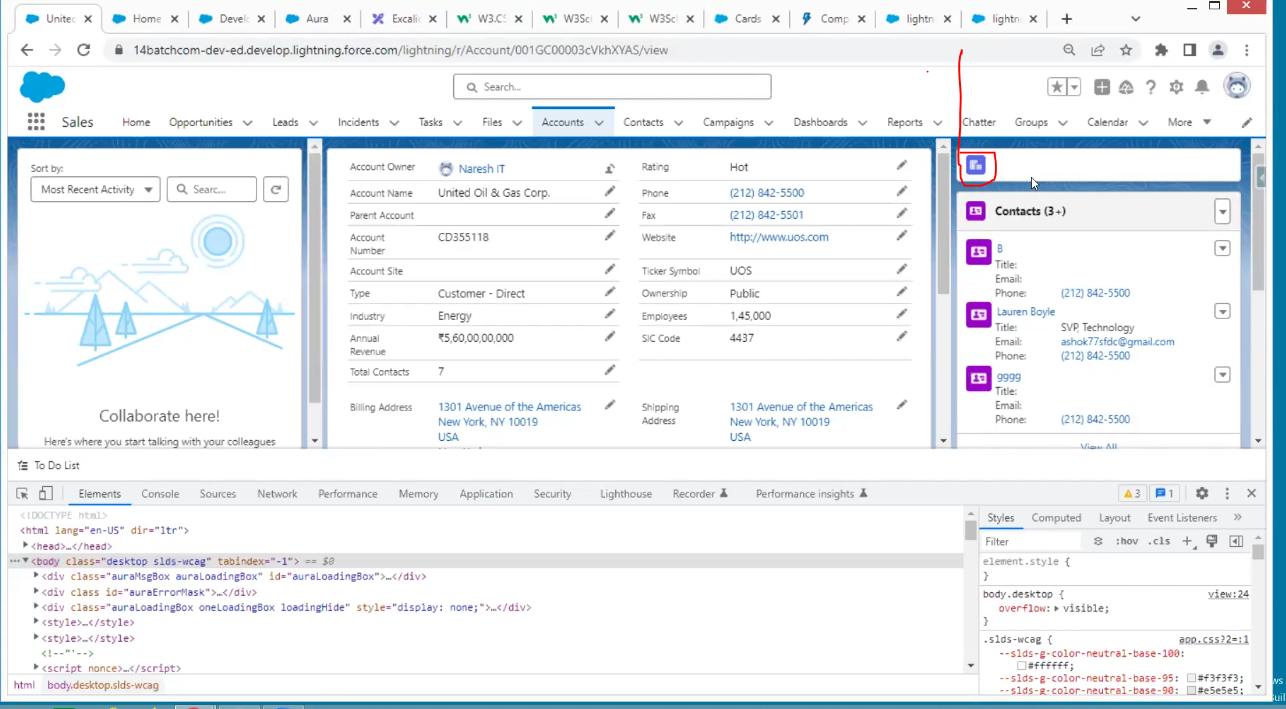 Unitec
Home
Develo
Aura
Excalic
W3.CS
W3Sch
W3Sch
Cards
Comp
lightn
lightn
14batchcom-dev-ed.develop.lightning.force.com/lightning/r/Account/001GC00003cVkhXYAS/view
Search...
Sales
Home
Opportunities
Leads
Incidents
Tasks
Files
Accounts
Contacts
Campaigns
Dashboards
Reports
Chatter
Groups
Calendar
More
Sort by:
Most Recent Activity
Searc...
Collaborate here!
Here's where you start talking with your colleagues
Account Owner Naresh IT
Rating Hot
Account Name United Oil & Gas Corp.
Phone (212) 842-5500
Parent Account
Fax (212) 842-5501
Account Number CD355118
Website http://www.uos.com
Account Site
Ticker Symbol UOS
Type Customer - Direct
Ownership Public
Industry Energy
Employees 1,45,000
Annual Revenue ₹5,60,00,00,000
SIC Code 4437
Total Contacts 7
Billing Address 1301 Avenue of the Americas
New York, NY 10019
USA
Shipping Address 1301 Avenue of the Americas
New York, NY 10019
USA
Contacts (3+)
B
Title:
Email:
Phone: (212) 842-5500
Lauren Boyle
Title: SVP, Technology
Email: ashok77sfdc@gmail.com
Phone: (212) 842-5500
gggg
Title:
Email:
Phone: (212) 842-5500
View All
To Do List
Elements
Console
Sources
Network
Performance
Memory
Application
Security
Lighthouse
Recorder
Performance insights
3
1
<!DOCTYPE html>
<html lang="en-US" dir="ltr">
<head>…</head>
<body class="desktop slds-wcag" tabindex="-1"> == $0
<div class="auraMsgBox auraLoadingBox" id="auraLoadingBox">…</div>
<div class id="auraErrorMask">…</div>
<div class="auraLoadingBox oneLoadingBox loadingHide" style="display: none;">…</div>
<style>…</style>
<style>…</style>
<!--"'-->
<script nonce>…</script>
html
body.desktop.slds-wcag
Styles
Computed
Layout
Event Listeners
Filter
:hov
.cls
element.style {
}
body.desktop { view:24
overflow: visible;
}
.slds-wcag { app.css?2=:1
--slds-g-color-neutral-base-100:
#ffffff;
--slds-g-color-neutral-base-95: #f3f3f3;
--slds-g-color-neutral-base-90: #e5e5e5;